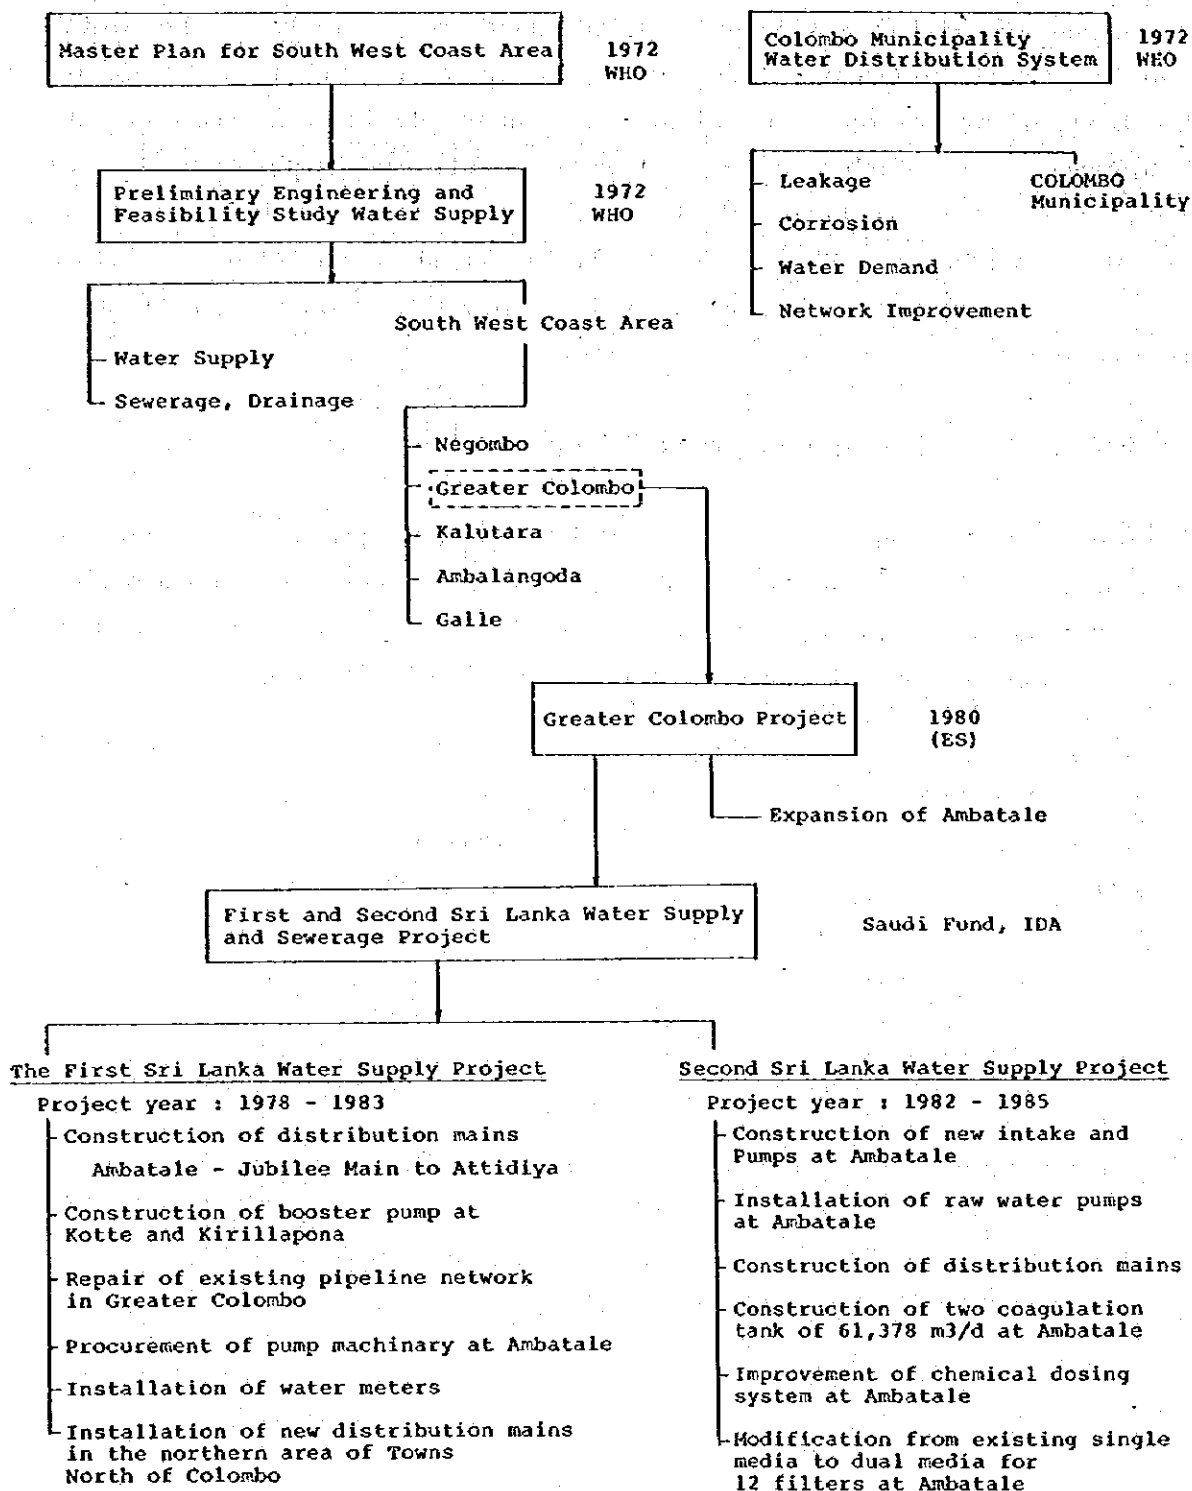 Master Plan for South West Coast Area
1972
WHO
Colombo Municipality
Water Distribution System
1972
WHO
Preliminary Engineering and
Feasibility Study Water Supply
1972
WHO
Leakage
Corrosion
Water Demand
Network Improvement
COLOMBO
Municipality
South West Coast Area
Water Supply
Sewerage, Drainage
Negombo
Greater Colombo
Kalutara
Ambalangoda
Galle
Greater Colombo Project
1980
(ES)
Expansion of Ambatale
First and Second Sri Lanka Water Supply
and Sewerage Project
Saudi Fund, IDA
The First Sri Lanka Water Supply Project
Project year : 1978 - 1983
Construction of distribution mains
Ambatale - Jubilee Main to Attidiya
Construction of booster pump at
Kotte and Kirillapona
Repair of existing pipeline network
in Greater Colombo
Procurement of pump machinary at Ambatale
Installation of water meters
Installation of new distribution mains
in the northern area of Towns
North of Colombo
Second Sri Lanka Water Supply Project
Project year : 1982 - 1985
Construction of new intake and
Pumps at Ambatale
Installation of raw water pumps
at Ambatale
Construction of distribution mains
Construction of two coagulation
tank of 61,378 m3/d at Ambatale
Improvement of chemical dosing
system at Ambatale
Modification from existing single
media to dual media for
12 filters at Ambatale